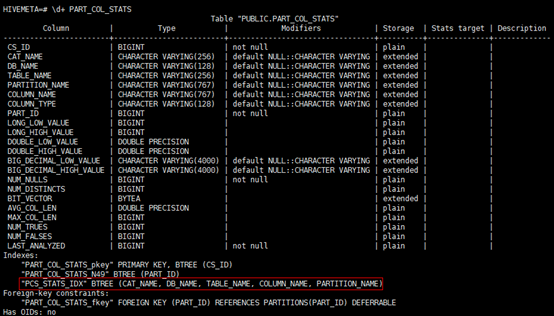 HIVEMETA=# \d+ PART_COL_STATS
Table "PUBLIC.PART_COL_STATS"
Column | Type | Modifiers | Storage | Stats target | Description
CS_ID | BIGINT | not null | plain | |
CAT_NAME | CHARACTER VARYING(256) | default NULL::CHARACTER VARYING | extended | |
DB_NAME | CHARACTER VARYING(128) | default NULL::CHARACTER VARYING | extended | |
TABLE_NAME | CHARACTER VARYING(256) | default NULL::CHARACTER VARYING | extended | |
PARTITION_NAME | CHARACTER VARYING(767) | default NULL::CHARACTER VARYING | extended | |
COLUMN_NAME | CHARACTER VARYING(767) | default NULL::CHARACTER VARYING | extended | |
COLUMN_TYPE | CHARACTER VARYING(128) | default NULL::CHARACTER VARYING | extended | |
PART_ID | BIGINT | not null | plain | |
LONG_LOW_VALUE | BIGINT | | plain | |
LONG_HIGH_VALUE | BIGINT | | plain | |
DOUBLE_LOW_VALUE | DOUBLE PRECISION | | plain | |
DOUBLE_HIGH_VALUE | DOUBLE PRECISION | | plain | |
BIG_DECIMAL_LOW_VALUE | CHARACTER VARYING(4000) | default NULL::CHARACTER VARYING | extended | |
BIG_DECIMAL_HIGH_VALUE | CHARACTER VARYING(4000) | default NULL::CHARACTER VARYING | extended | |
NUM_NULLS | BIGINT | not null | plain | |
NUM_DISTINCTS | BIGINT | | plain | |
BIT_VECTOR | BYTEA | | extended | |
AVG_COL_LEN | DOUBLE PRECISION | | plain | |
MAX_COL_LEN | BIGINT | | plain | |
NUM_TRUES | BIGINT | | plain | |
NUM_FALSES | BIGINT | | plain | |
LAST_ANALYZED | BIGINT | not null | plain | |
Indexes:
"PART_COL_STATS_pkey" PRIMARY KEY, BTREE (CS_ID)
"PART_COL_STATS_N49" BTREE (PART_ID)
"PCS_STATS_IDX" BTREE (CAT_NAME, DB_NAME, TABLE_NAME, COLUMN_NAME, PARTITION_NAME)
Foreign-key constraints:
"PART_COL_STATS_fkey" FOREIGN KEY (PART_ID) REFERENCES PARTITIONS(PART_ID) DEFERRABLE
Has OIDs: no